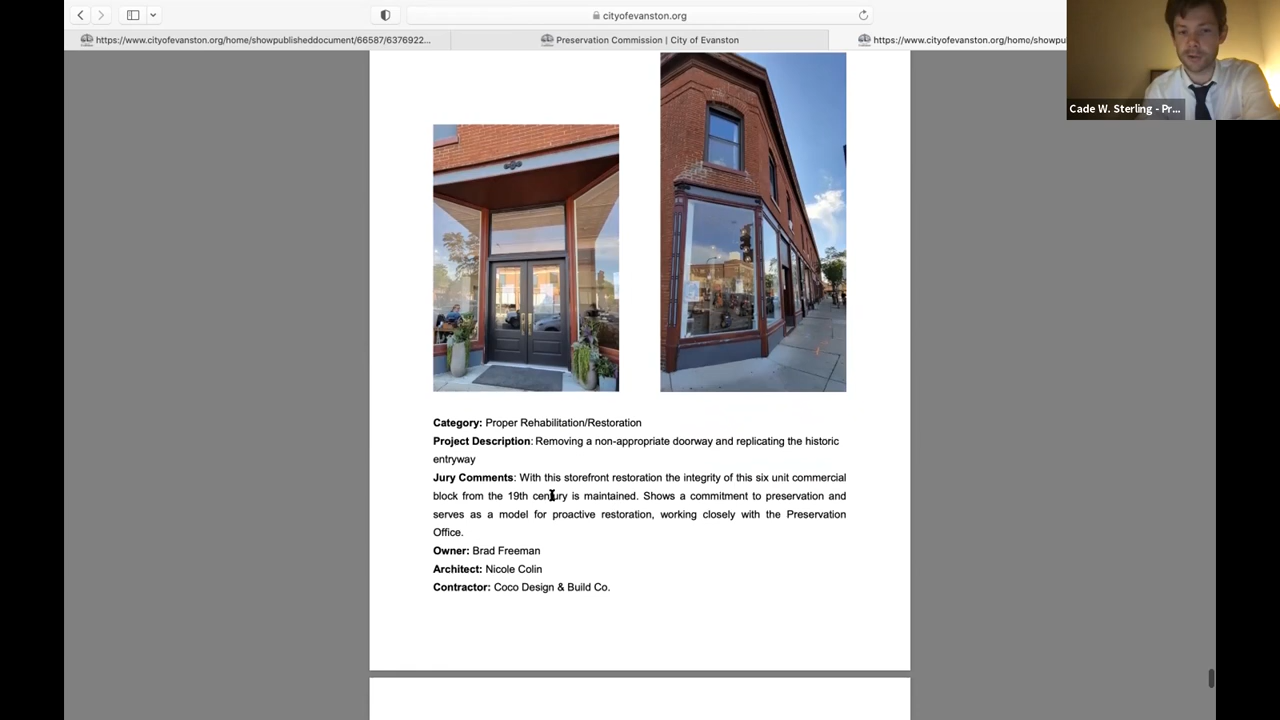 cityofevanston.org
https://www.cityofevanston.org/home/showpublisheddocument/66587/6376922...
Preservation Commission | City of Evanston
https://www.cityofevanston.org/home/showpu
Cade W. Sterling - Pr...
Category: Proper Rehabilitation/Restoration
Project Description: Removing a non-appropriate doorway and replicating the historic
entryway
Jury Comments: With this storefront restoration the integrity of this six unit commercial
block from the 19th century is maintained. Shows a commitment to preservation and
serves as a model for proactive restoration, working closely with the Preservation
Office.
Owner: Brad Freeman
Architect: Nicole Colin
Contractor: Coco Design & Build Co.